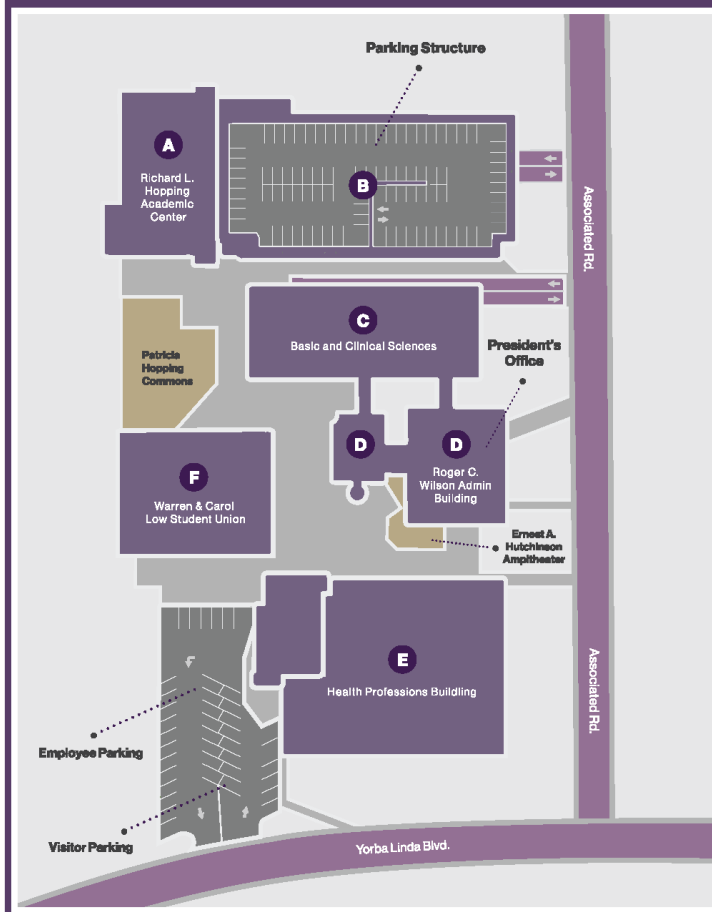 Parking Structure
A
Richard L.
Hopping
Academic
Center
B
Associated Rd.
C
Basic and Clinical Sciences
President's
Office
Patricia
Hopping
Commons
D
D
Roger C.
Wilson Admin
Building
F
Warren & Carol
Low Student Union
Ernest A.
Hutchinson
Ampitheater
E
Health Professions Buildling
Associated Rd.
Employee Parking
Visitor Parking
Yorba Linda Blvd.